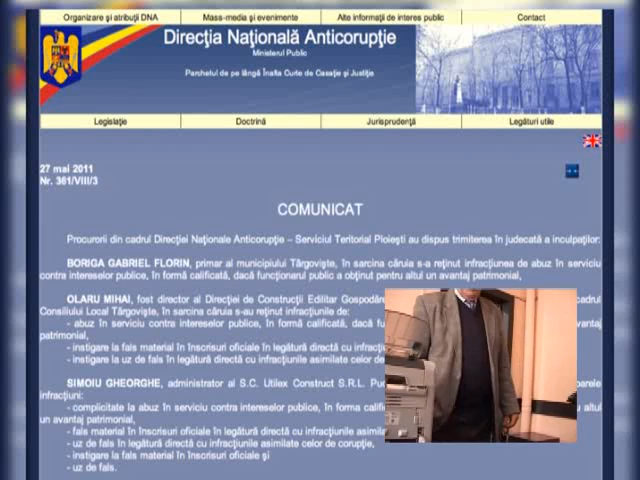 Organizare şi atribuţii DNA Mass-media şi evenimente Alte informaţii de interes public Contact
Direcţia Naţională Anticorupţie
Ministerul Public
Parchetul de pe lângă Înalta Curte de Casaţie şi Justiţie
Legislaţie Doctrină Jurisprudenţă Legături utile
27 mai 2011
Nr. 361/VIII/3
COMUNICAT
Procurorii din cadrul Direcţiei Naţionale Anticorupţie – Serviciul Teritorial Ploieşti au dispus trimiterea în judecată a inculpaţilor:
BORIGA GABRIEL FLORIN, primar al municipiului Târgovişte, în sarcina căruia s-a reţinut infracţiunea de abuz în serviciu
contra intereselor publice, în formă calificată, dacă funcţionarul public a obţinut pentru altul un avantaj patrimonial,
OLARU MIHAI, fost director al Direcţiei de Construcţii Edilitar cadrul
Consiliului Local Târgovişte, în sarcina căruia s-au reţinut infracţiunile de:
- abuz în serviciu contra intereselor publice, în formă calificată, dacă avantaj
patrimonial,
- instigare la fals material în înscrisuri oficiale în legătură directă cu
- instigare la uz de fals în legătură directă cu infracţiunile asimilate celor de
SIMOIU GHEORGHE, administrator al S.C. Utilex Construct S.R.L.
infracţiuni:
- complicitate la abuz în serviciu contra intereselor publice, în forma altul
un avantaj patrimonial,
- fals material în înscrisuri oficiale în legătură directă cu infracţiunile
- uz de fals în legătură directă cu infracţiunile asimilate celor de corupţie,
- instigare la fals material în înscrisuri oficiale şi
- uz de fals.